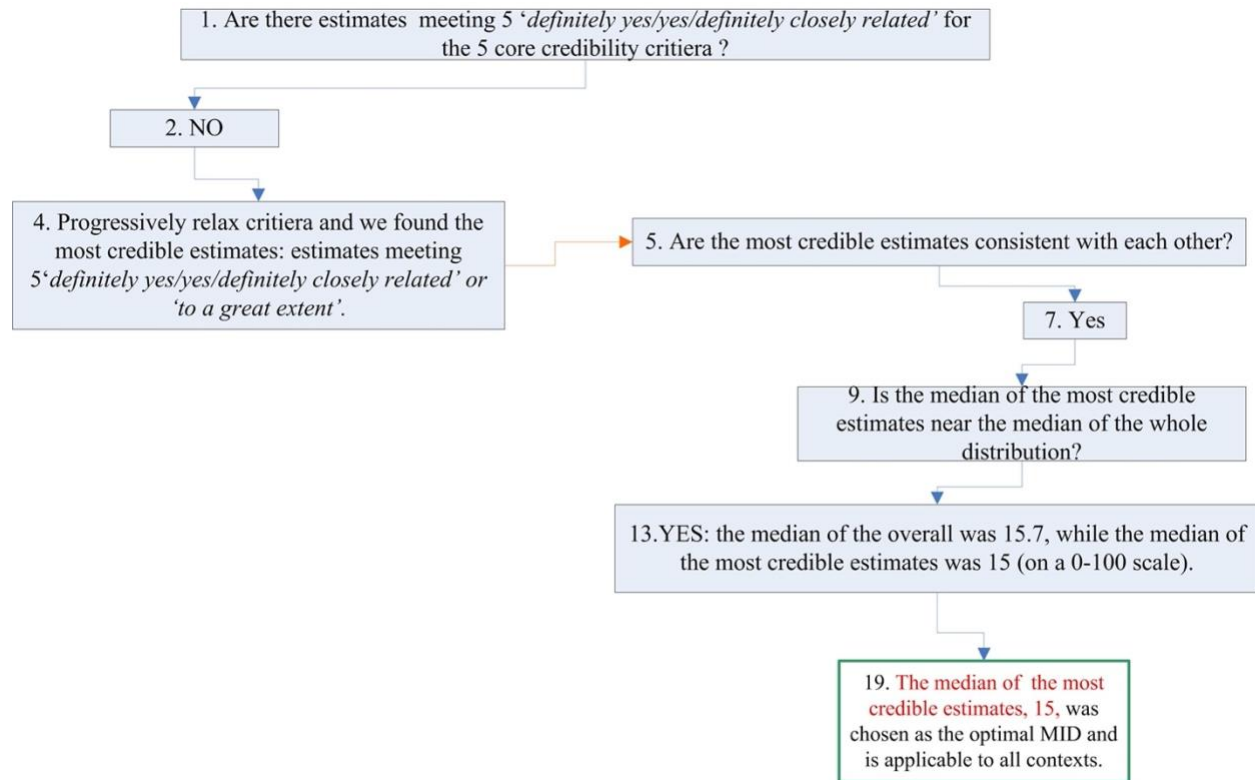 1. Are there estimates  meeting 5 ‘definitely yes/yes/definitely closely related’ for
the 5 core credibility critiera ?
2. NO
4. Progressively relax critiera and we found the
most credible estimates: estimates meeting
5‘definitely yes/yes/definitely closely related’ or
‘to a great extent’.
5. Are the most credible estimates consistent with each other?
7. Yes
9. Is the median of the most credible
estimates near the median of the whole
distribution?
13.YES: the median of the overall was 15.7, while the median of
the most credible estimates was 15 (on a 0-100 scale).
19. The median of  the most
credible estimates, 15, was
chosen as the optimal MID and
is applicable to all contexts.